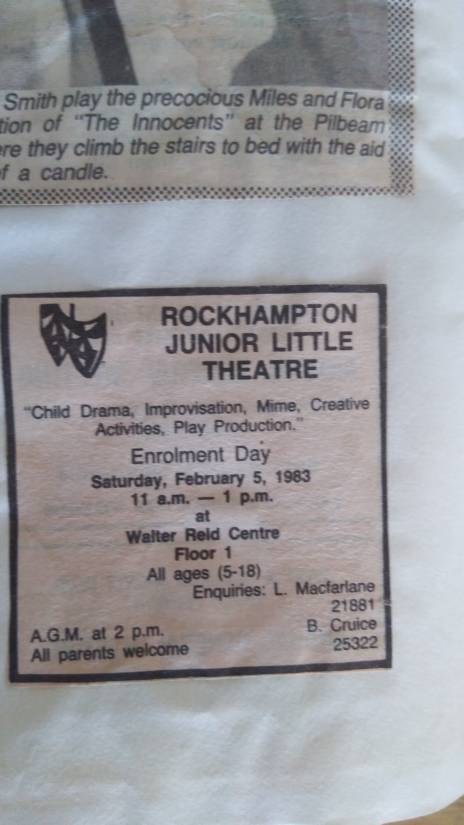 Smith play the precocious Miles and Flora
tion of "The Innocents" at the Pilbeam
re they climb the stairs to bed with the aid
f a candle.
ROCKHAMPTON
JUNIOR LITTLE
THEATRE
"Child Drama, Improvisation, Mime, Creative
Activities, Play Production."
Enrolment Day
Saturday, February 5, 1983
11 a.m. — 1 p.m.
at
Walter Reid Centre
Floor 1
All ages (5-18)
Enquiries: L. Macfarlane
21881
A.G.M. at 2 p.m. B. Cruice
All parents welcome 25322